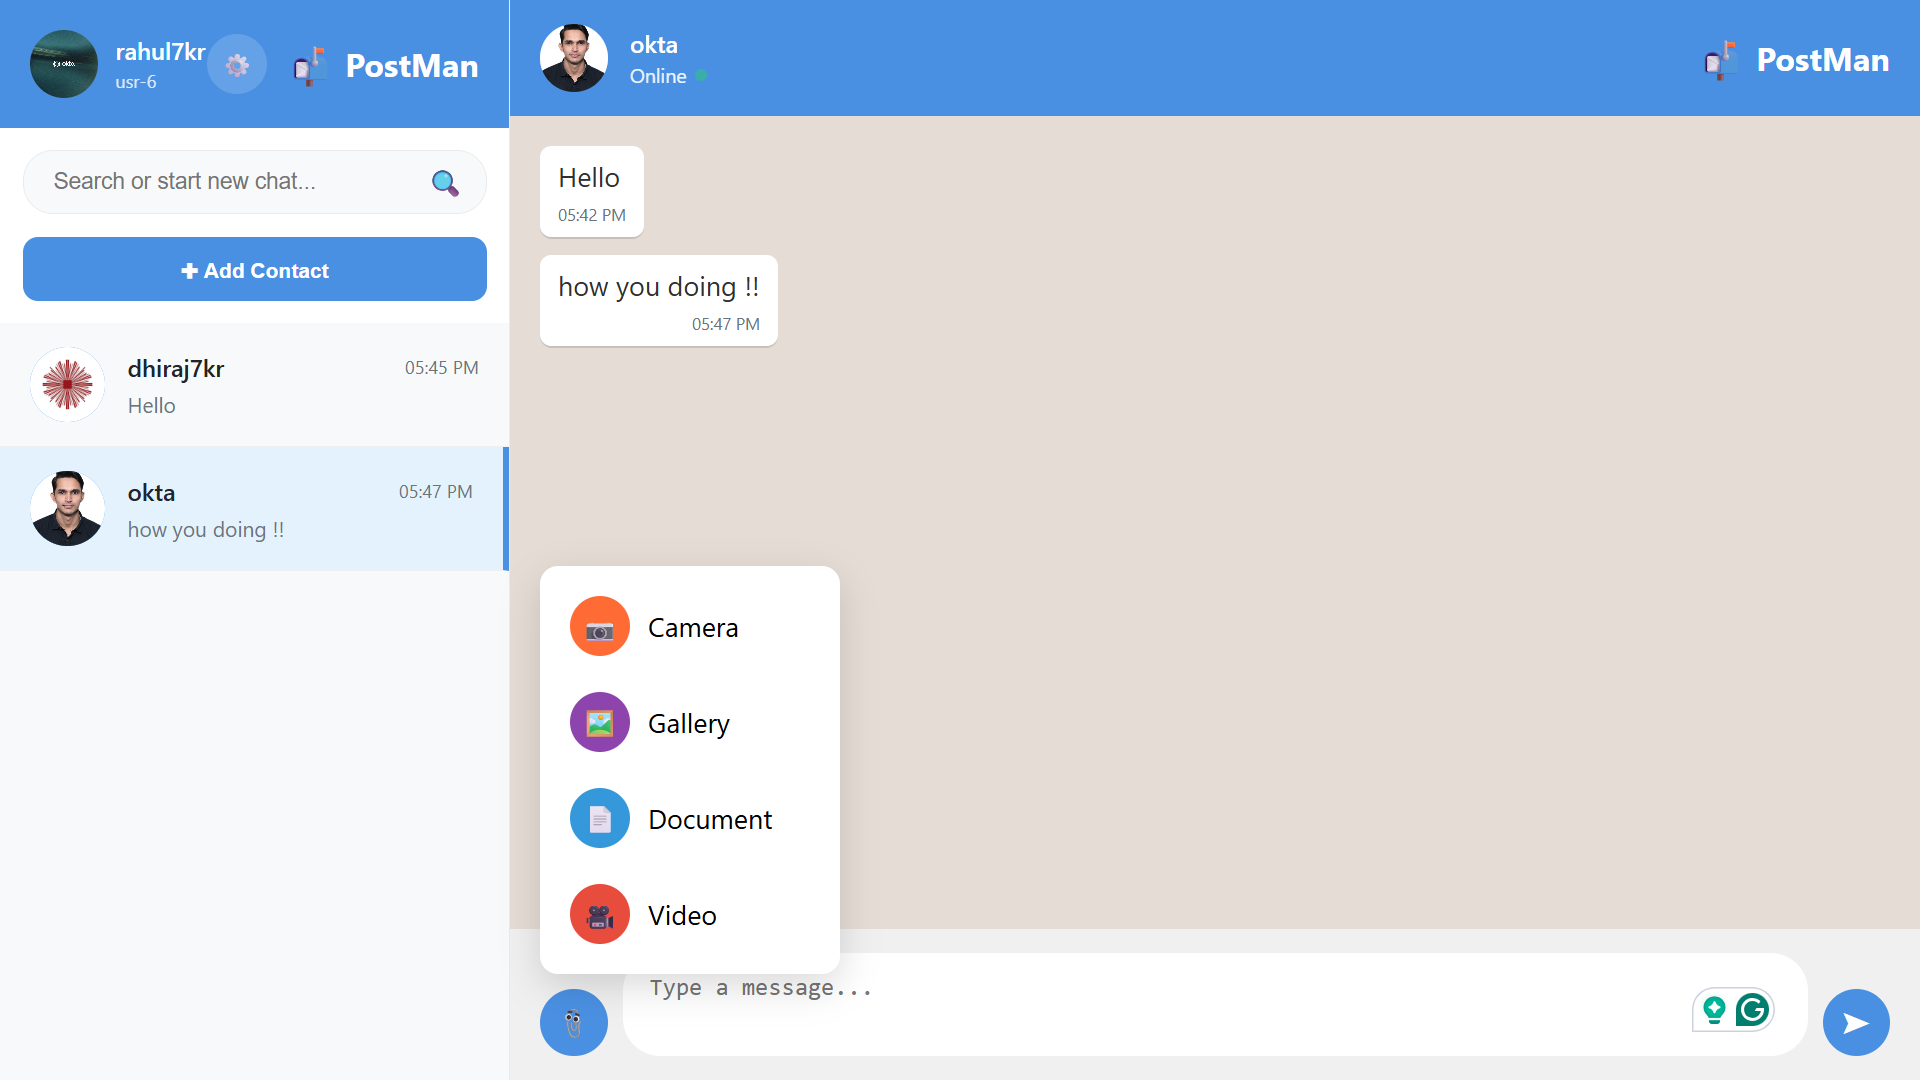 rahul7kr
usr-6
PostMan
Search or start new chat...
Add Contact
dhiraj7kr
05:45 PM
Hello
okta
05:47 PM
how you doing !!
okta
Online
PostMan
Hello
05:42 PM
how you doing !!
05:47 PM
Camera
Gallery
Document
Video
Type a message...